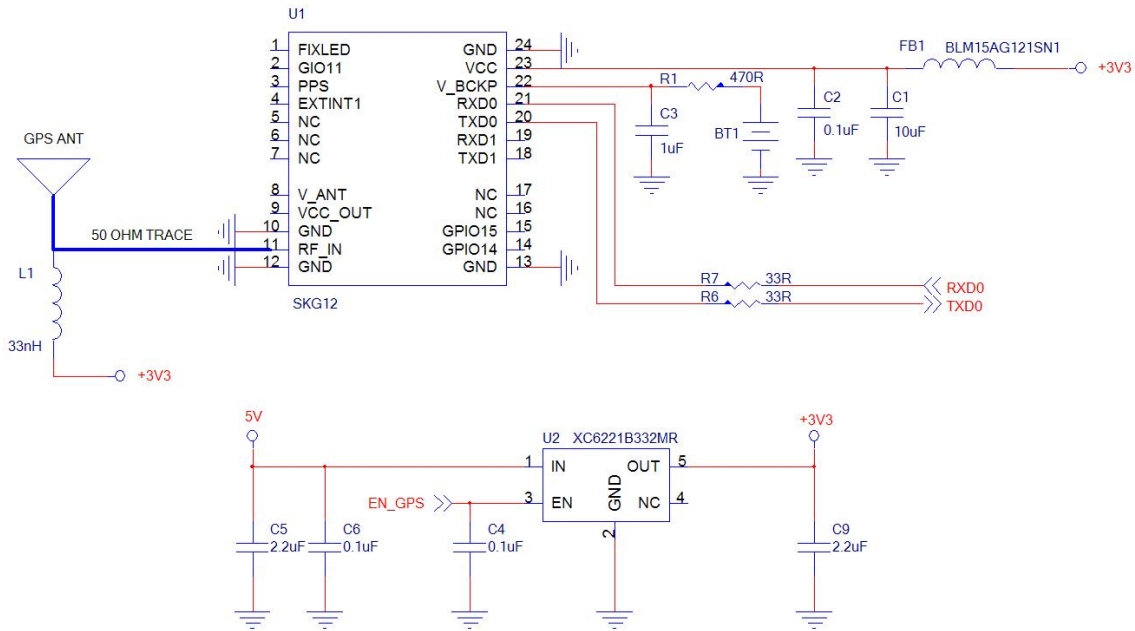 U1
1 FIXLED GND 24
2 GIO11 VCC 23
3 PPS V_BCKP 22
4 EXTINT1 RXD0 21
5 NC TXD0 20
6 NC RXD1 19
7 NC TXD1 18
8 V_ANT NC 17
9 VCC_OUT NC 16
10 GND GPIO15 15
11 RF_IN GPIO14 14
12 GND GND 13
SKG12
GPS ANT
50 OHM TRACE
L1
33nH
+3V3
FB1 BLM15AG121SN1
+3V3
R1 470R
C3
1uF
BT1
C2
0.1uF
C1
10uF
R7 33R RXD0
R6 33R TXD0
5V
U2 XC6221B332MR
+3V3
1 IN OUT 5
EN_GPS 3 EN NC 4
GND
2
C5
2.2uF
C6
0.1uF
C4
0.1uF
C9
2.2uF